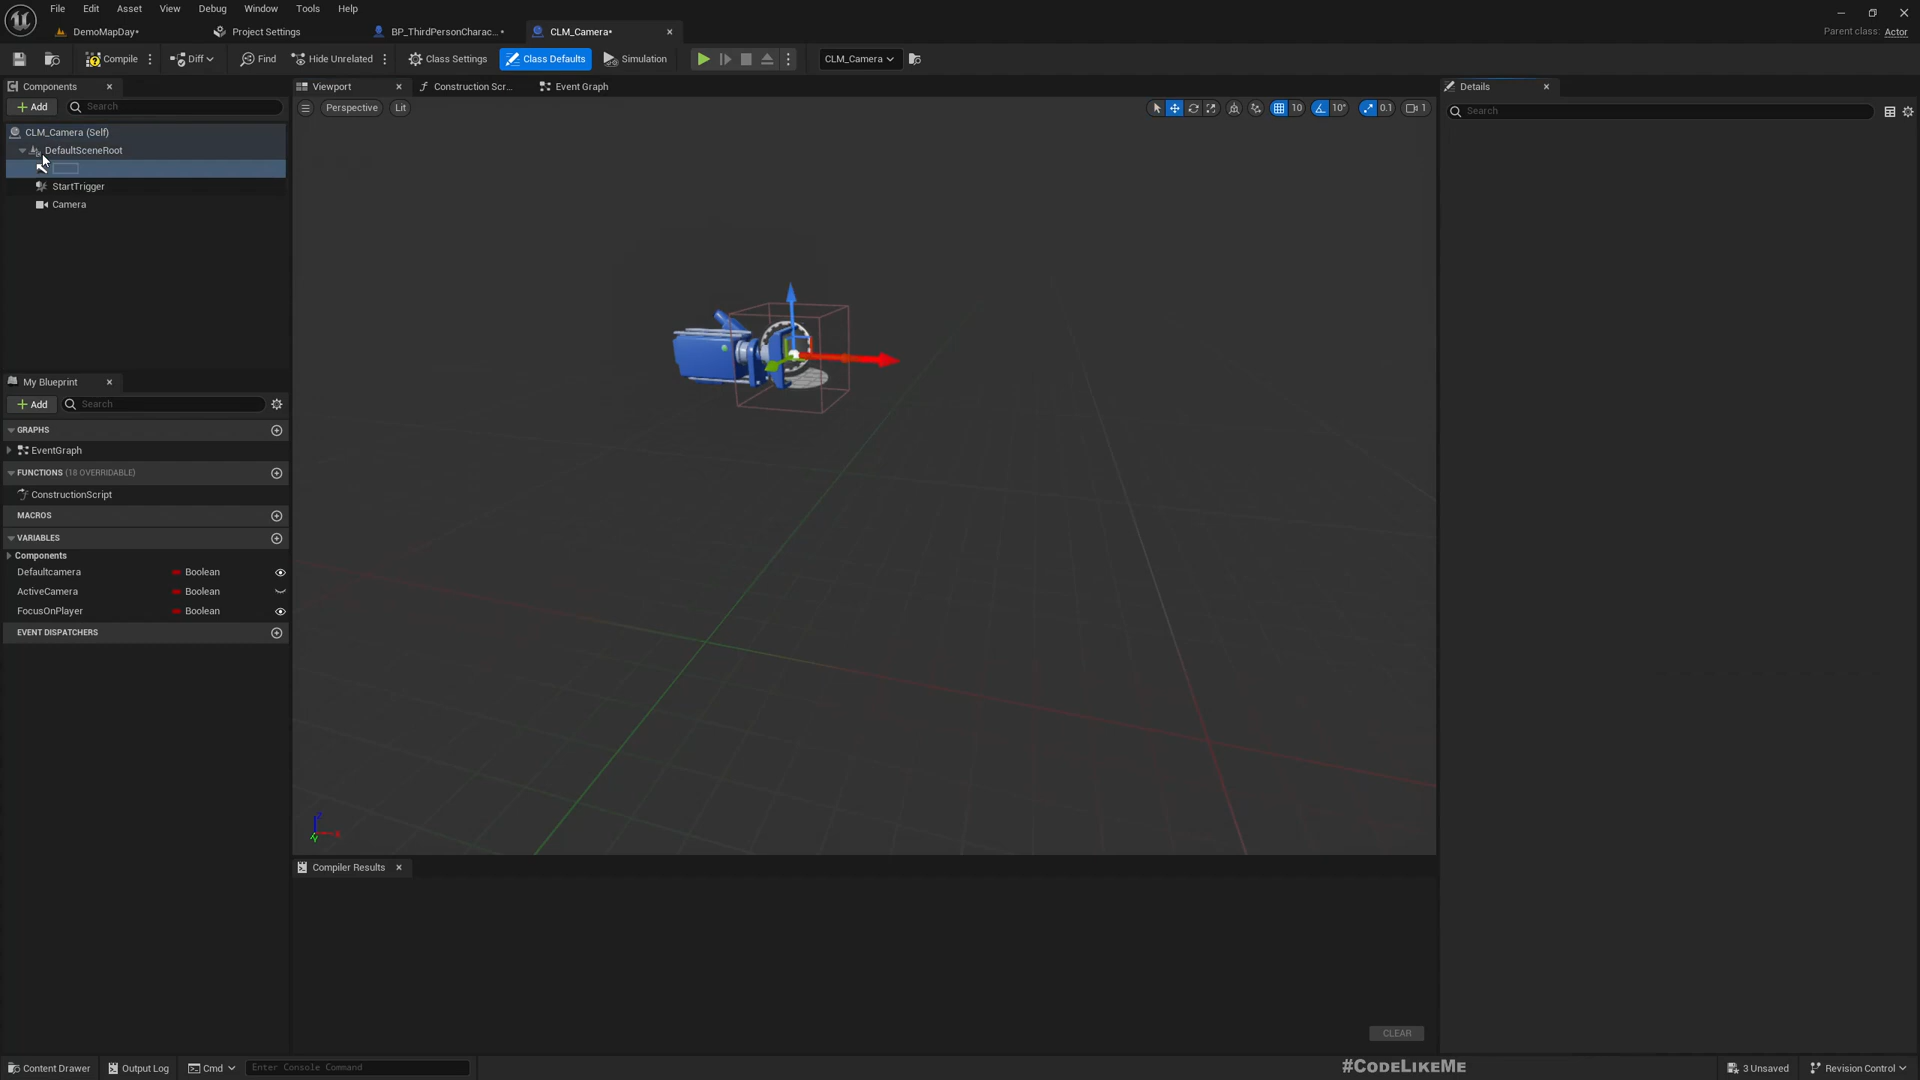 File Edit Asset View Debug Window Tools Help
DemoMapDay* Project Settings BP_ThirdPersonCharac...* CLM_Camera*
Parent class: Actor
Compile Diff Find Hide Unrelated Class Settings Class Defaults Simulation CLM_Camera
Components
Add Search
CLM_Camera (Self)
DefaultSceneRoot
StartTrigger
Camera
My Blueprint
Add Search
GRAPHS
EventGraph
FUNCTIONS (18 OVERRIDABLE)
ConstructionScript
MACROS
VARIABLES
Components
Defaultcamera Boolean
ActiveCamera Boolean
FocusOnPlayer Boolean
EVENT DISPATCHERS
Viewport Construction Scr... Event Graph
Perspective Lit
10 10° 0.1 1
Z
X
Y
Compiler Results
CLEAR
Details
Search
Content Drawer Output Log Cmd Enter Console Command
#CodeLikeMe
3 Unsaved Revision Control